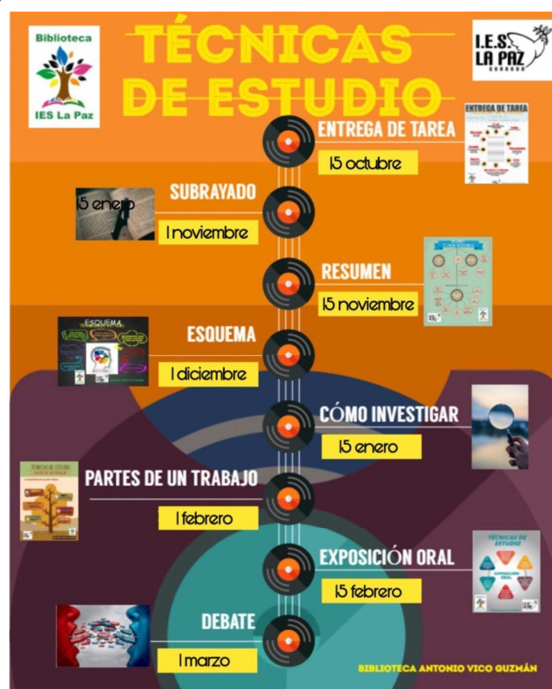 Biblioteca
IES La Paz
TÉCNICAS
DE ESTUDIO
I.E.S.
LA PAZ
ENTREGA DE TAREA
15 octubre
ENTREGA DE TAREA
SUBRAYADO
15 enero
1 noviembre
RESUMEN
15 noviembre
ESQUEMA
ESQUEMA
1 diciembre
CÓMO INVESTIGAR
15 enero
PARTES DE UN TRABAJO
1 febrero
EXPOSICIÓN ORAL
15 febrero
TÉCNICAS DE
ESTUDIO
EXPOSICIÓN
ORAL
DEBATE
1 marzo
BIBLIOTECA ANTONIO VICO GUZMÁN